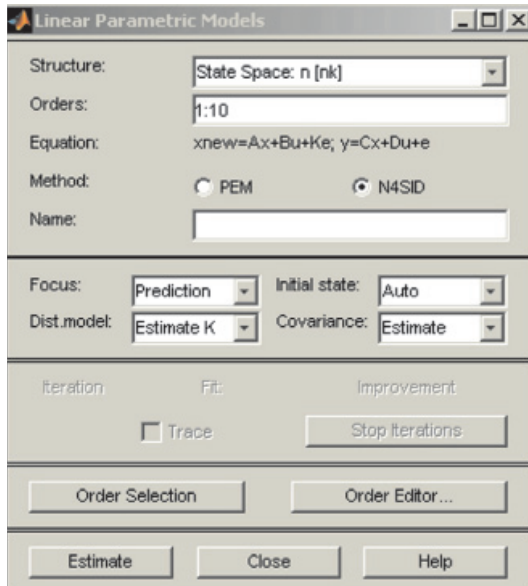 Linear Parametric Models
Structure: State Space: n [nk]
Orders: 1:10
Equation: xnew=Ax+Bu+Ke; y=Cx+Du+e
Method: PEM N4SID
Name:
Focus: Prediction Initial state: Auto
Dist.model: Estimate K Covariance: Estimate
Iteration Fit: Improvement
Trace Stop Iterations
Order Selection Order Editor...
Estimate Close Help